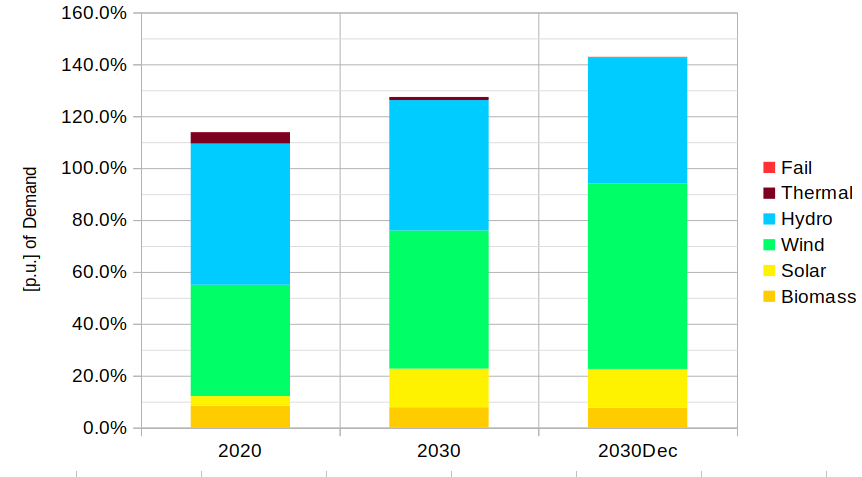 160.0%
140.0%
120.0%
100.0%
80.0%
60.0%
40.0%
20.0%
0.0%
[p.u.] of Demand
2020
2030
2030Dec
Fail
Thermal
Hydro
Wind
Solar
Biomass